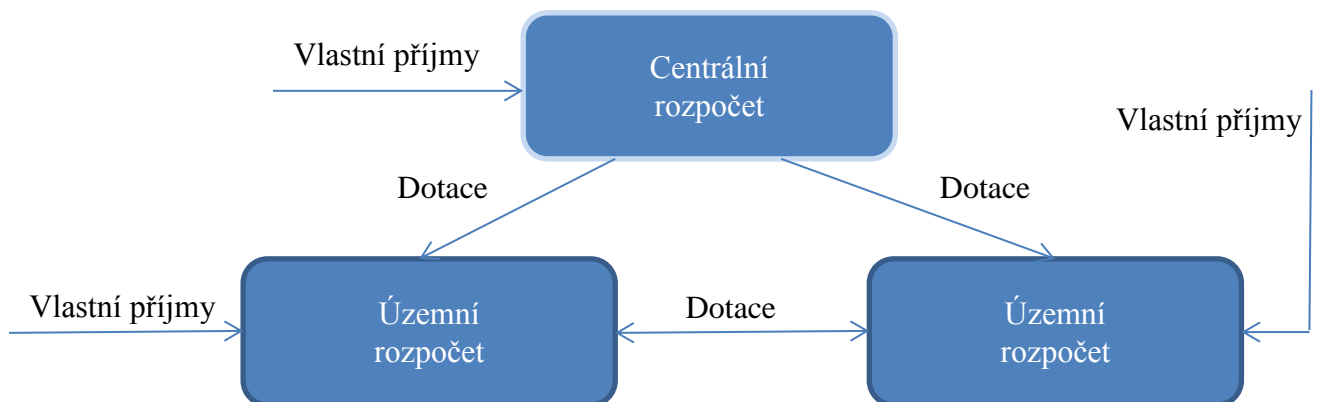 Vlastní příjmy
Centrální
rozpočet
Vlastní příjmy
Dotace
Dotace
Vlastní příjmy
Územní
rozpočet
Dotace
Územní
rozpočet